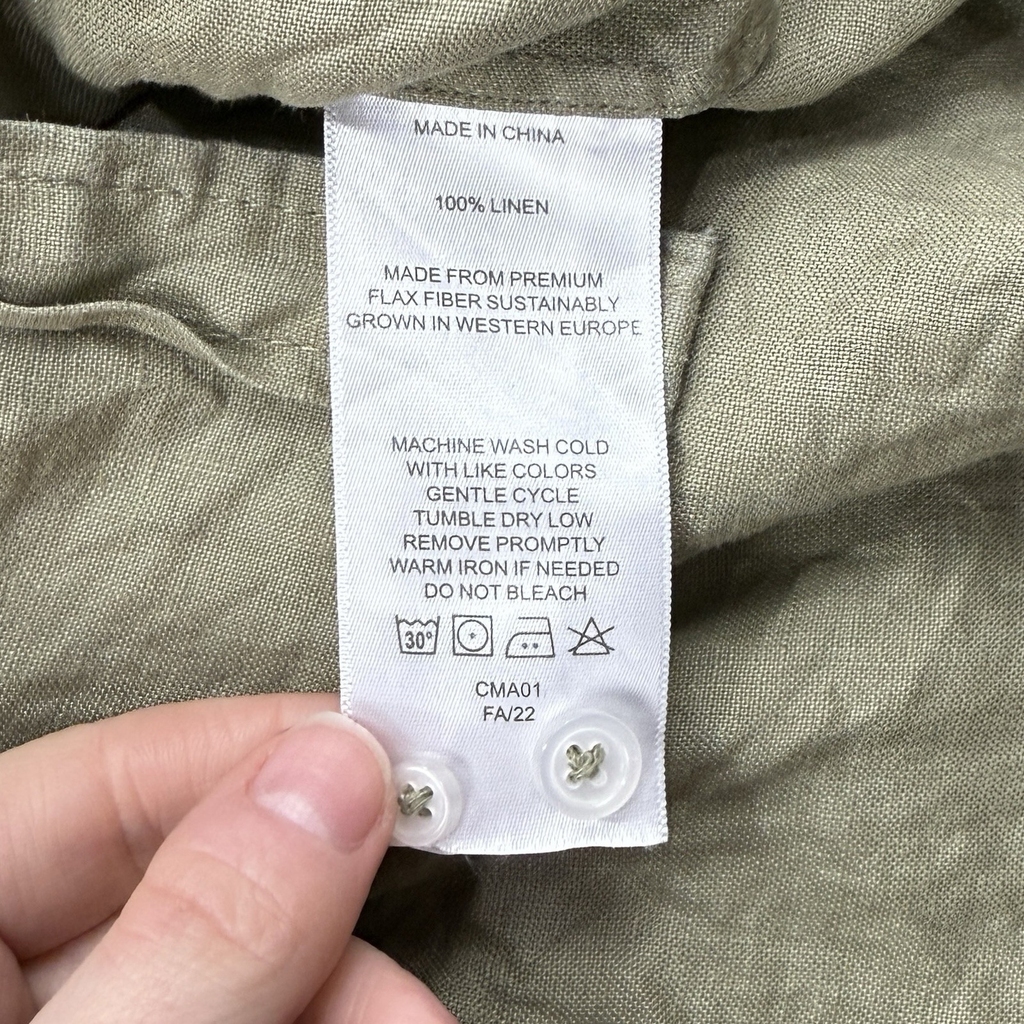 MADE IN CHINA
100% LINEN
MADE FROM PREMIUM
FLAX FIBER SUSTAINABLY
GROWN IN WESTERN EUROPE
MACHINE WASH COLD
WITH LIKE COLORS
GENTLE CYCLE
TUMBLE DRY LOW
REMOVE PROMPTLY
WARM IRON IF NEEDED
DO NOT BLEACH
30°
CMA01
FA/22